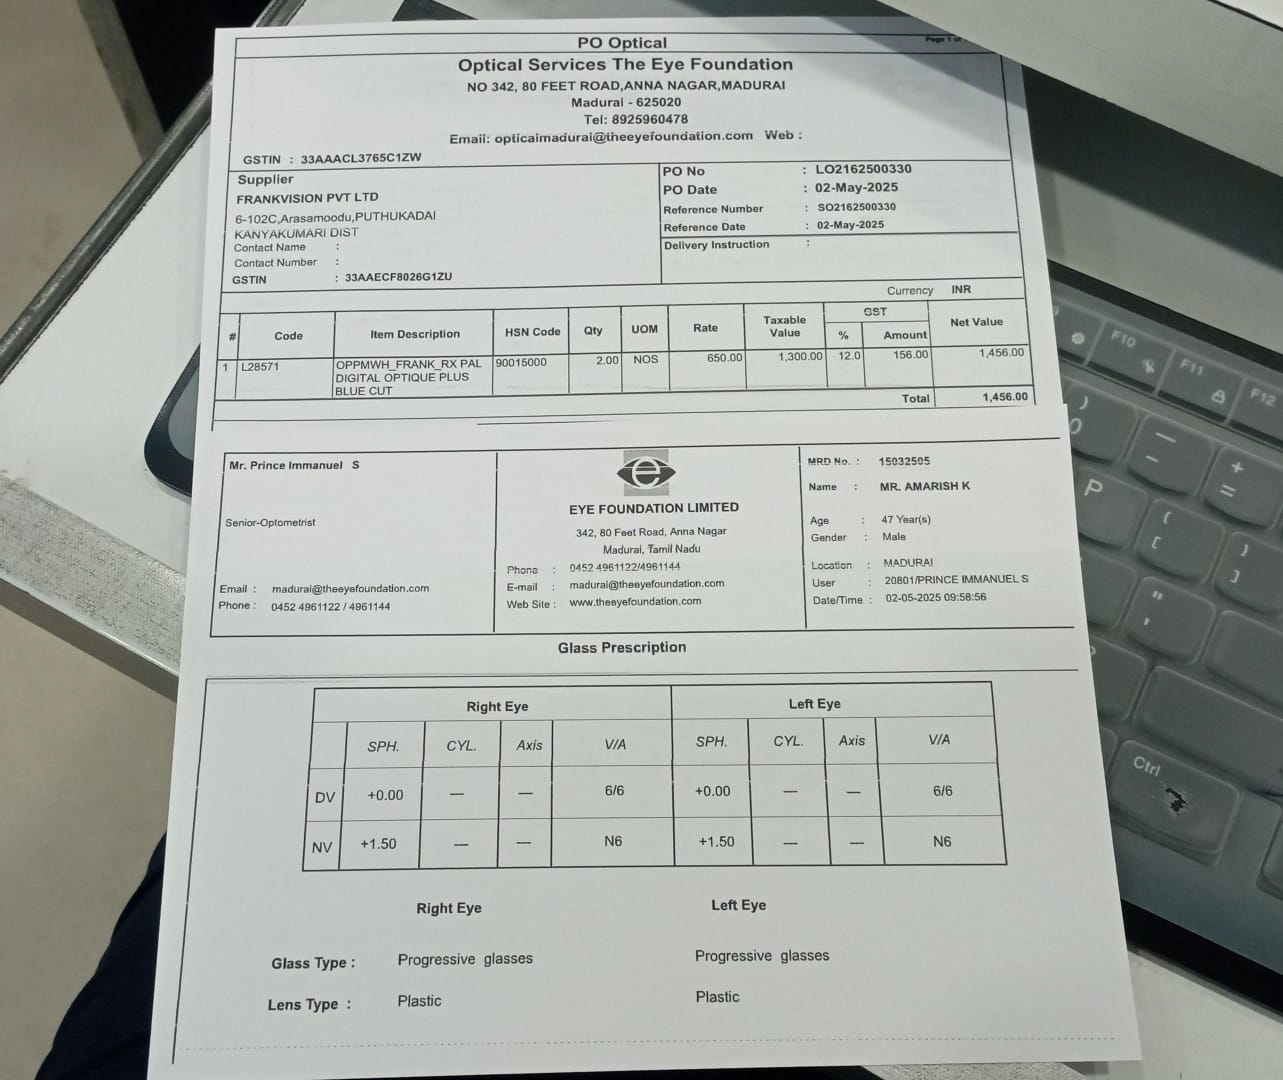 PO Optical
Page 1 of
Optical Services The Eye Foundation
NO 342, 80 FEET ROAD,ANNA NAGAR,MADURAI
Madurai - 625020
Tel: 8925960478
Email: opticaimadurai@theeyefoundation.com Web :
GSTIN : 33AAACL3765C1ZW
Supplier
FRANKVISION PVT LTD
6-102C,Arasamoodu,PUTHUKADAI
KANYAKUMARI DIST
Contact Name :
Contact Number :
GSTIN : 33AAECF8026G1ZU
PO No : LO2162500330
PO Date : 02-May-2025
Reference Number : SO2162500330
Reference Date : 02-May-2025
Delivery Instruction :
Currency INR
# Code Item Description HSN Code Qty UOM Rate Taxable Value GST % Amount Net Value
1 L28571 OPPMWH_FRANK_RX PAL 90015000 2.00 NOS 650.00 1,300.00 12.0 156.00 1,456.00
DIGITAL OPTIQUE PLUS
BLUE CUT
Total 1,456.00
Mr. Prince Immanuel S
Senior-Optometrist
Email : madurai@theeyefoundation.com
Phone : 0452 4961122 / 4961144
e
EYE FOUNDATION LIMITED
342, 80 Feet Road, Anna Nagar
Madurai, Tamil Nadu
Phone : 0452 4961122/4961144
E-mail : madurai@theeyefoundation.com
Web Site : www.theeyefoundation.com
MRD No. : 15032505
Name : MR. AMARISH K
Age : 47 Year(s)
Gender : Male
Location : MADURAI
User : 20801/PRINCE IMMANUEL S
Date/Time : 02-05-2025 09:58:56
Glass Prescription
Right Eye Left Eye
SPH. CYL. Axis V/A SPH. CYL. Axis V/A
DV +0.00 — — 6/6 +0.00 — — 6/6
NV +1.50 — — N6 +1.50 — — N6
Right Eye Left Eye
Glass Type : Progressive glasses Progressive glasses
Lens Type : Plastic Plastic
F10
F11
F12
)
0
—
-
+
=
P
{
[
}
]
"
'
Ctrl